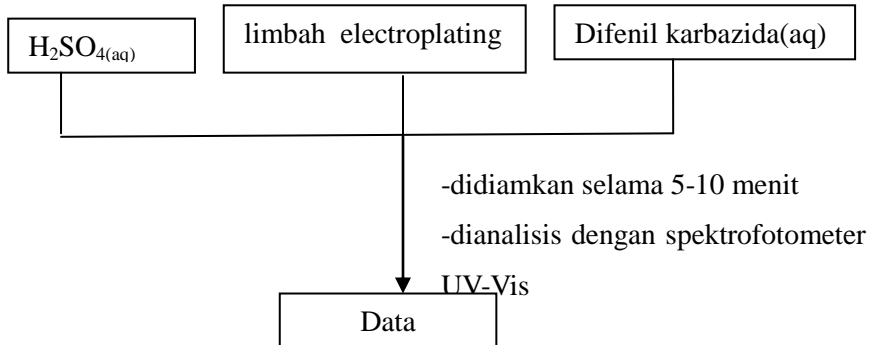 H₂SO₄₍aq₎
limbah electroplating
Difenil karbazida(aq)
-didiamkan selama 5-10 menit
-dianalisis dengan spektrofotometer
UV-Vis
Data